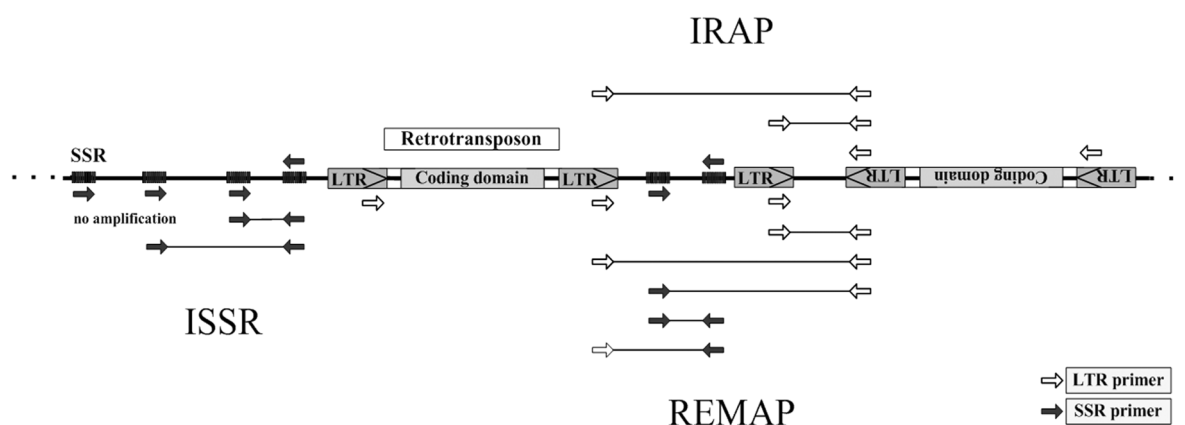 IRAP
Retrotransposon
SSR
LTR
Coding domain
LTR
LTR
LTR
Coding domain
LTR
no amplification
ISSR
REMAP
LTR primer
SSR primer